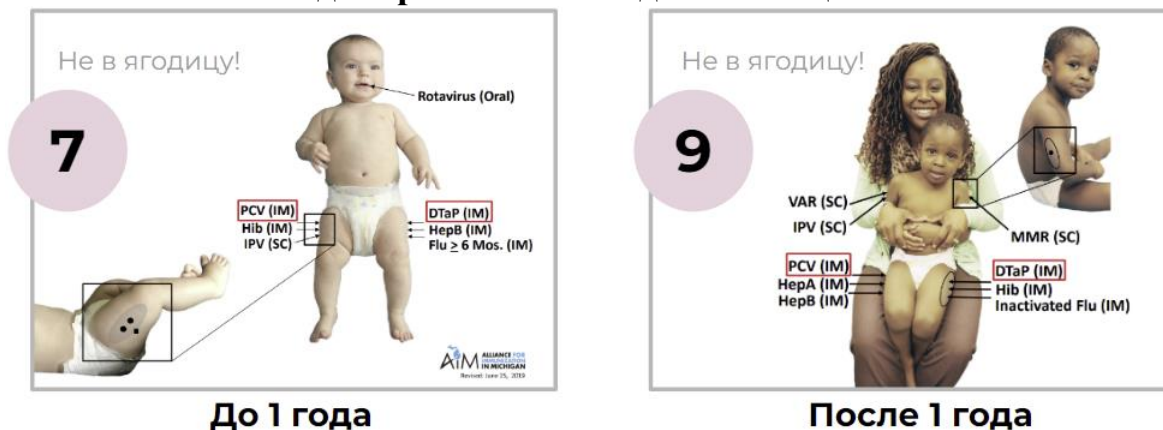 Не в ягодицу!
7
Rotavirus (Oral)
PCV (IM)
Hib (IM)
IPV (SC)
DTaP (IM)
HepB (IM)
Flu ≥ 6 Mos. (IM)
AiM ALLIANCE FOR
IMMUNIZATION
IN MICHIGAN
Revised: June 25, 2019
До 1 года
Не в ягодицу!
9
VAR (SC)
IPV (SC)
MMR (SC)
PCV (IM)
HepA (IM)
HepB (IM)
DTaP (IM)
Hib (IM)
Inactivated Flu (IM)
После 1 года